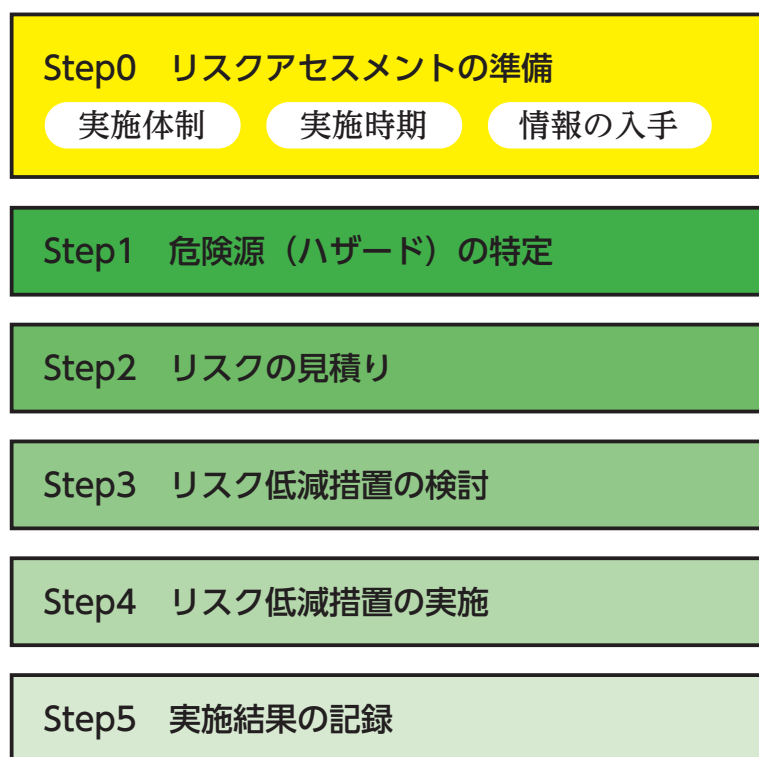 Step0 リスクアセスメントの準備
実施体制 実施時期 情報の入手
Step1 危険源（ハザード）の特定
Step2 リスクの見積り
Step3 リスク低減措置の検討
Step4 リスク低減措置の実施
Step5 実施結果の記録